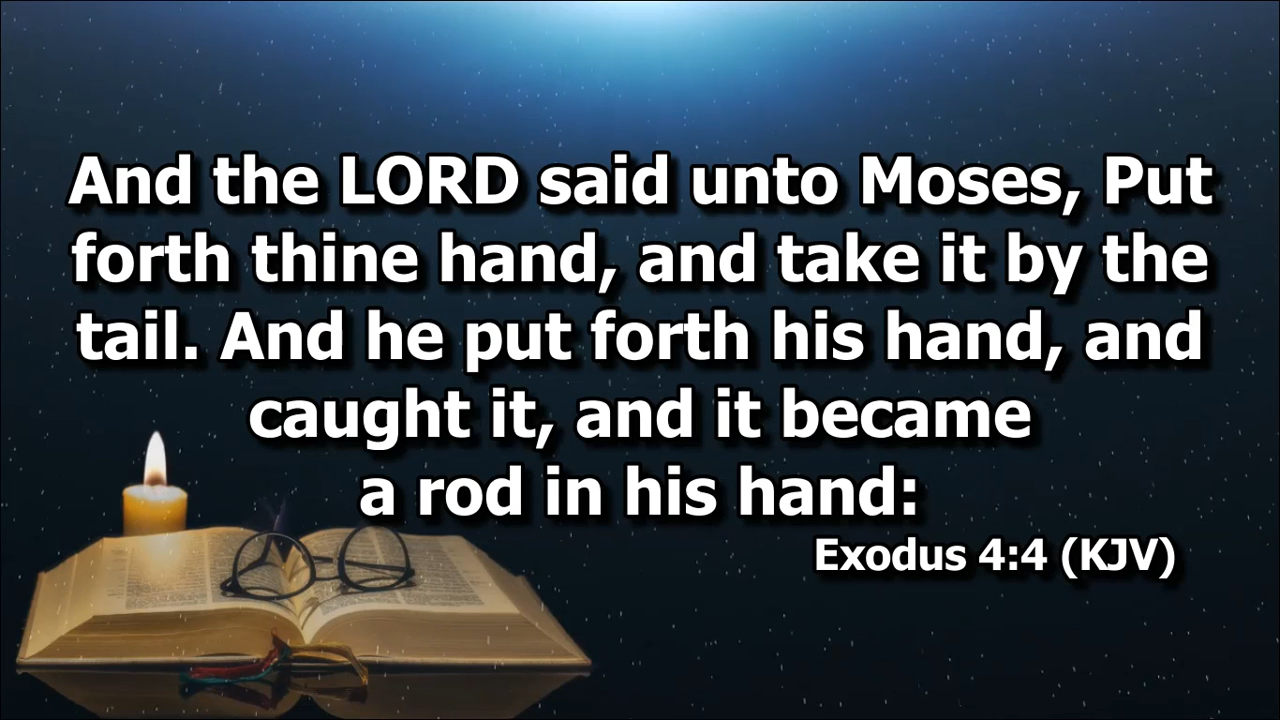 And the LORD said unto Moses, Put
forth thine hand, and take it by the
tail. And he put forth his hand, and
caught it, and it became
a rod in his hand:
Exodus 4:4 (KJV)